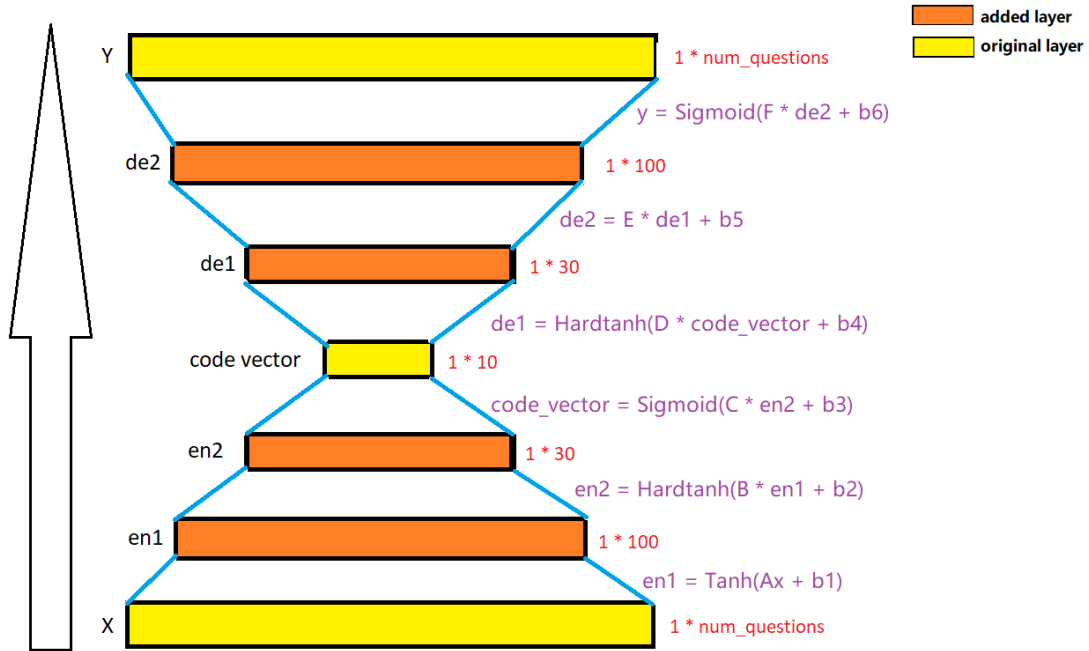 added layer
original layer
Y
1 * num_questions
y = Sigmoid(F * de2 + b6)
de2
1 * 100
de2 = E * de1 + b5
de1
1 * 30
de1 = Hardtanh(D * code_vector + b4)
code vector
1 * 10
code_vector = Sigmoid(C * en2 + b3)
en2
1 * 30
en2 = Hardtanh(B * en1 + b2)
en1
1 * 100
en1 = Tanh(Ax + b1)
X
1 * num_questions